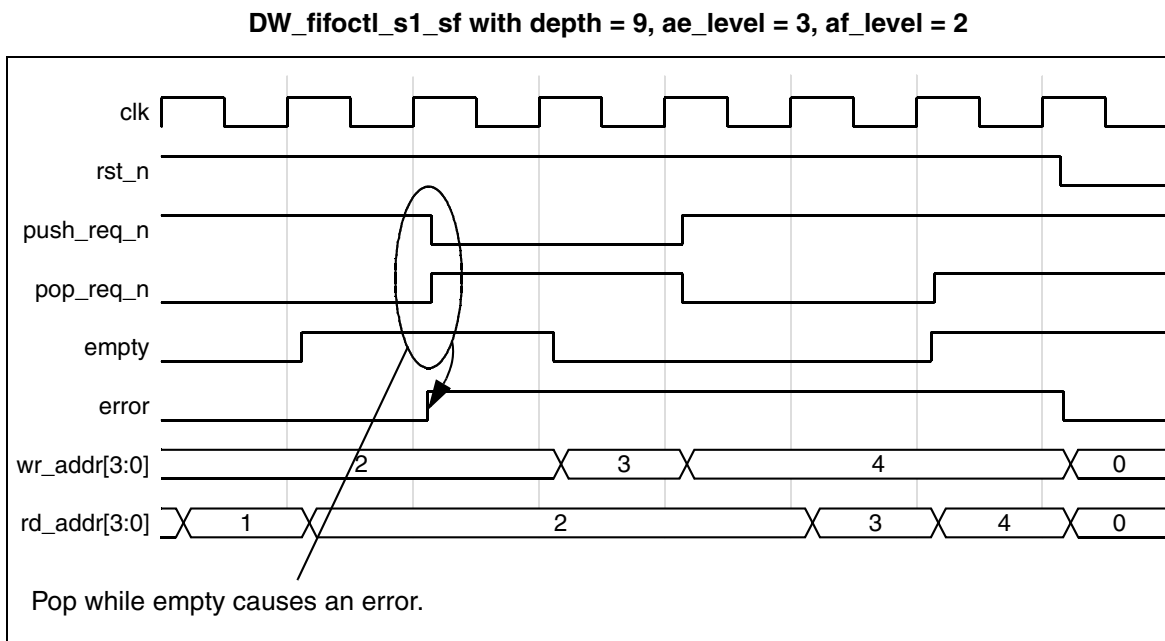 DW_fifoctl_s1_sf with depth = 9, ae_level = 3, af_level = 2
clk
rst_n
push_req_n
pop_req_n
empty
error
wr_addr[3:0] 2 3 4 0
rd_addr[3:0] 1 2 3 4 0
Pop while empty causes an error.